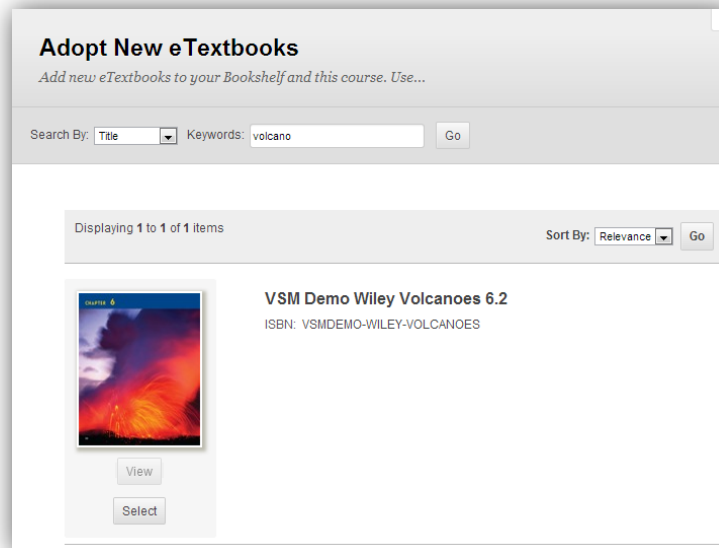 Adopt New eTextbooks
Add new eTextbooks to your Bookshelf and this course. Use...
Search By: Title Keywords: volcano Go
Displaying 1 to 1 of 1 items
Sort By: Relevance Go
CHAPTER 6
VSM Demo Wiley Volcanoes 6.2
ISBN: VSMDEMO-WILEY-VOLCANOES
View
Select